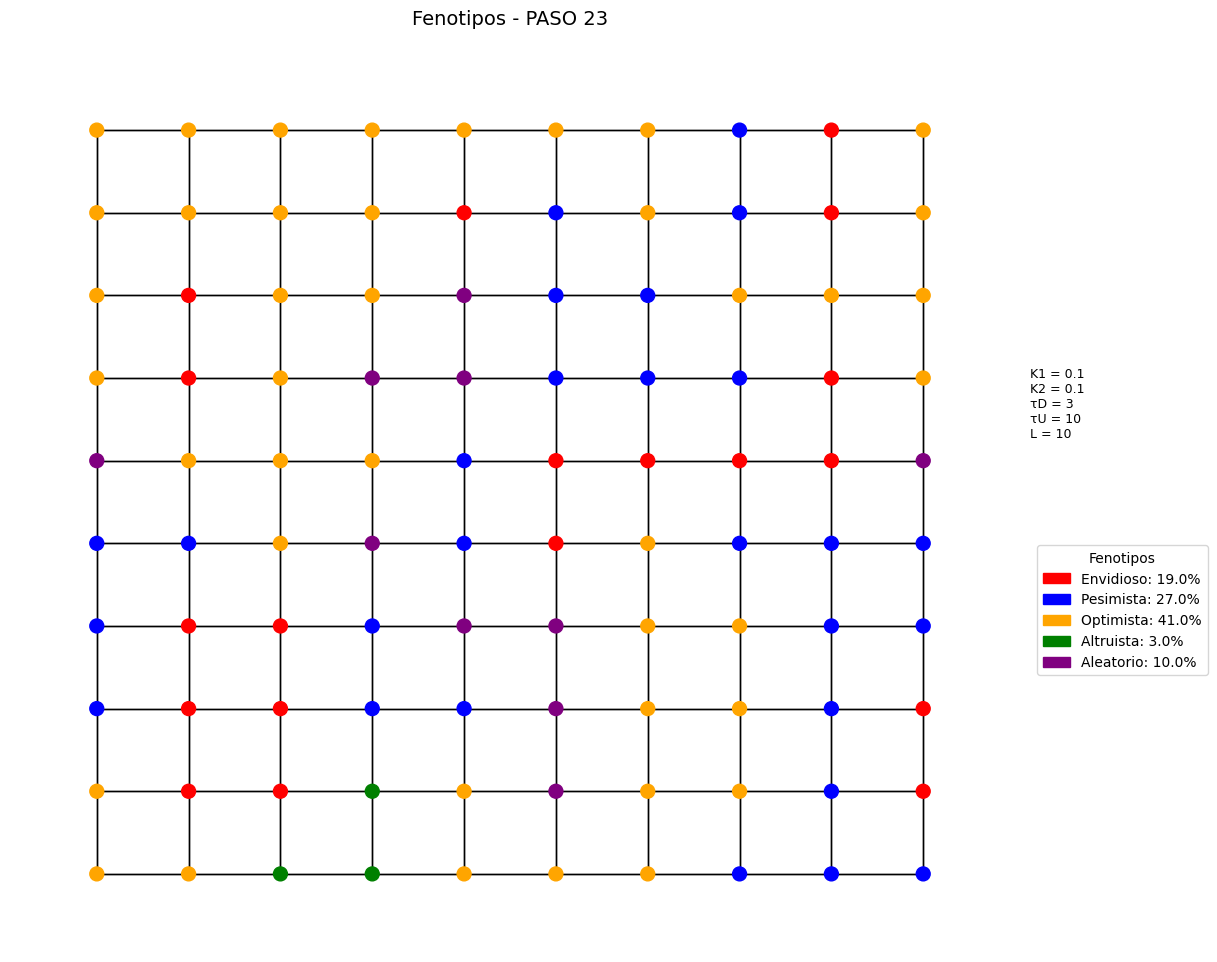 Fenotipos - PASO 23
K1 = 0.1
K2 = 0.1
τD = 3
τU = 10
L = 10
Fenotipos
Envidioso: 19.0%
Pesimista: 27.0%
Optimista: 41.0%
Altruista: 3.0%
Aleatorio: 10.0%